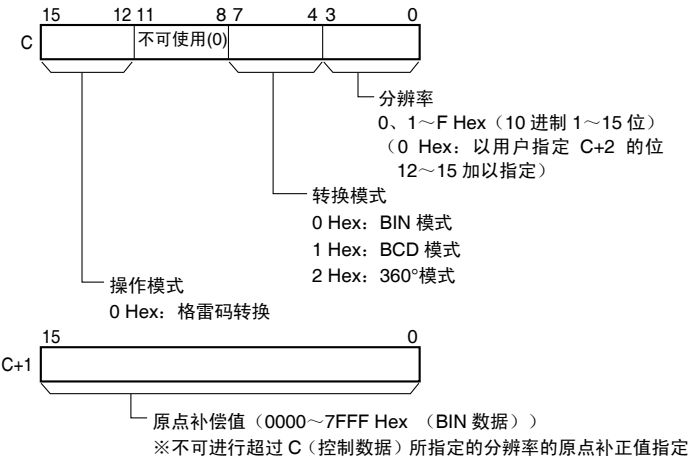 15 12 11 8 7 4 3 0
C 不可使用(0)
分辨率
0、1～F Hex（10 进制 1～15 位）
（0 Hex：以用户指定 C+2 的位
12～15 加以指定）
转换模式
0 Hex：BIN 模式
1 Hex：BCD 模式
2 Hex：360°模式
操作模式
0 Hex：格雷码转换
15 0
C+1
原点补偿值（0000～7FFF Hex （BIN 数据））
※不可进行超过 C（控制数据）所指定的分辨率的原点补正值指定